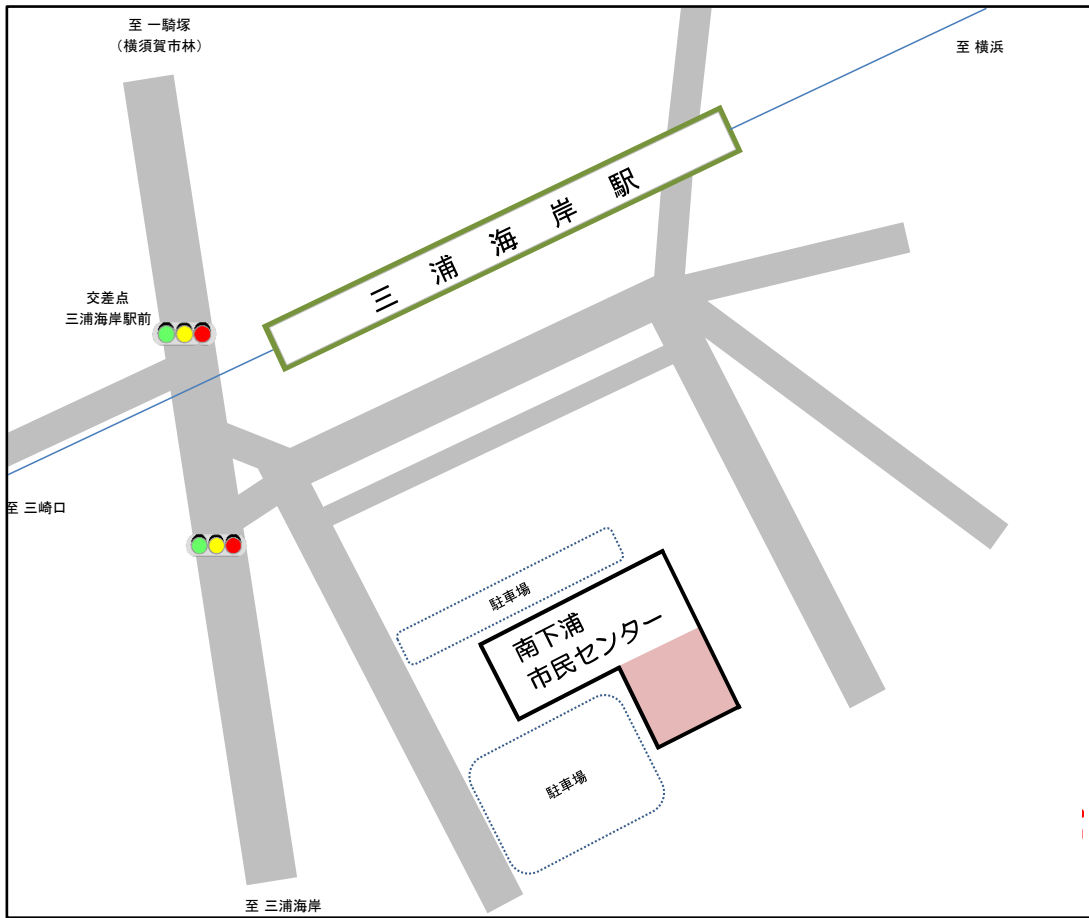 至 一騎塚
（横須賀市林）
至 横浜
三浦海岸駅
交差点
三浦海岸駅前
至 三崎口
駐車場
南下浦
市民センター
駐車場
至 三浦海岸